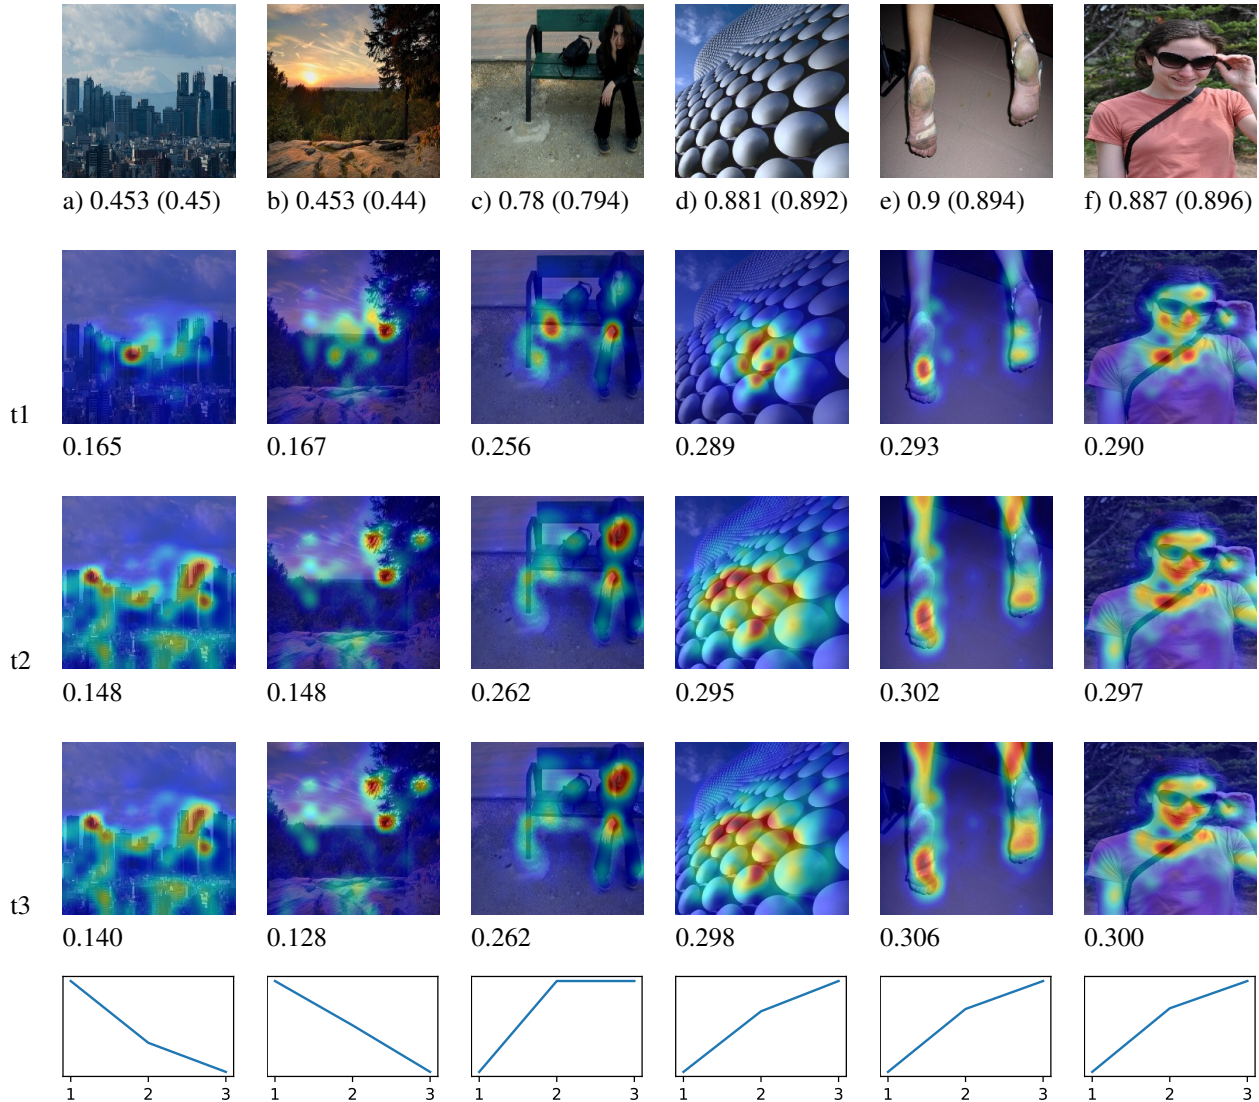 a) 0.453 (0.45) b) 0.453 (0.44) c) 0.78 (0.794) d) 0.881 (0.892) e) 0.9 (0.894) f) 0.887 (0.896)
t1
0.165 0.167 0.256 0.289 0.293 0.290
t2
0.148 0.148 0.262 0.295 0.302 0.297
t3
0.140 0.128 0.262 0.298 0.306 0.300
1 2 3 1 2 3 1 2 3 1 2 3 1 2 3 1 2 3